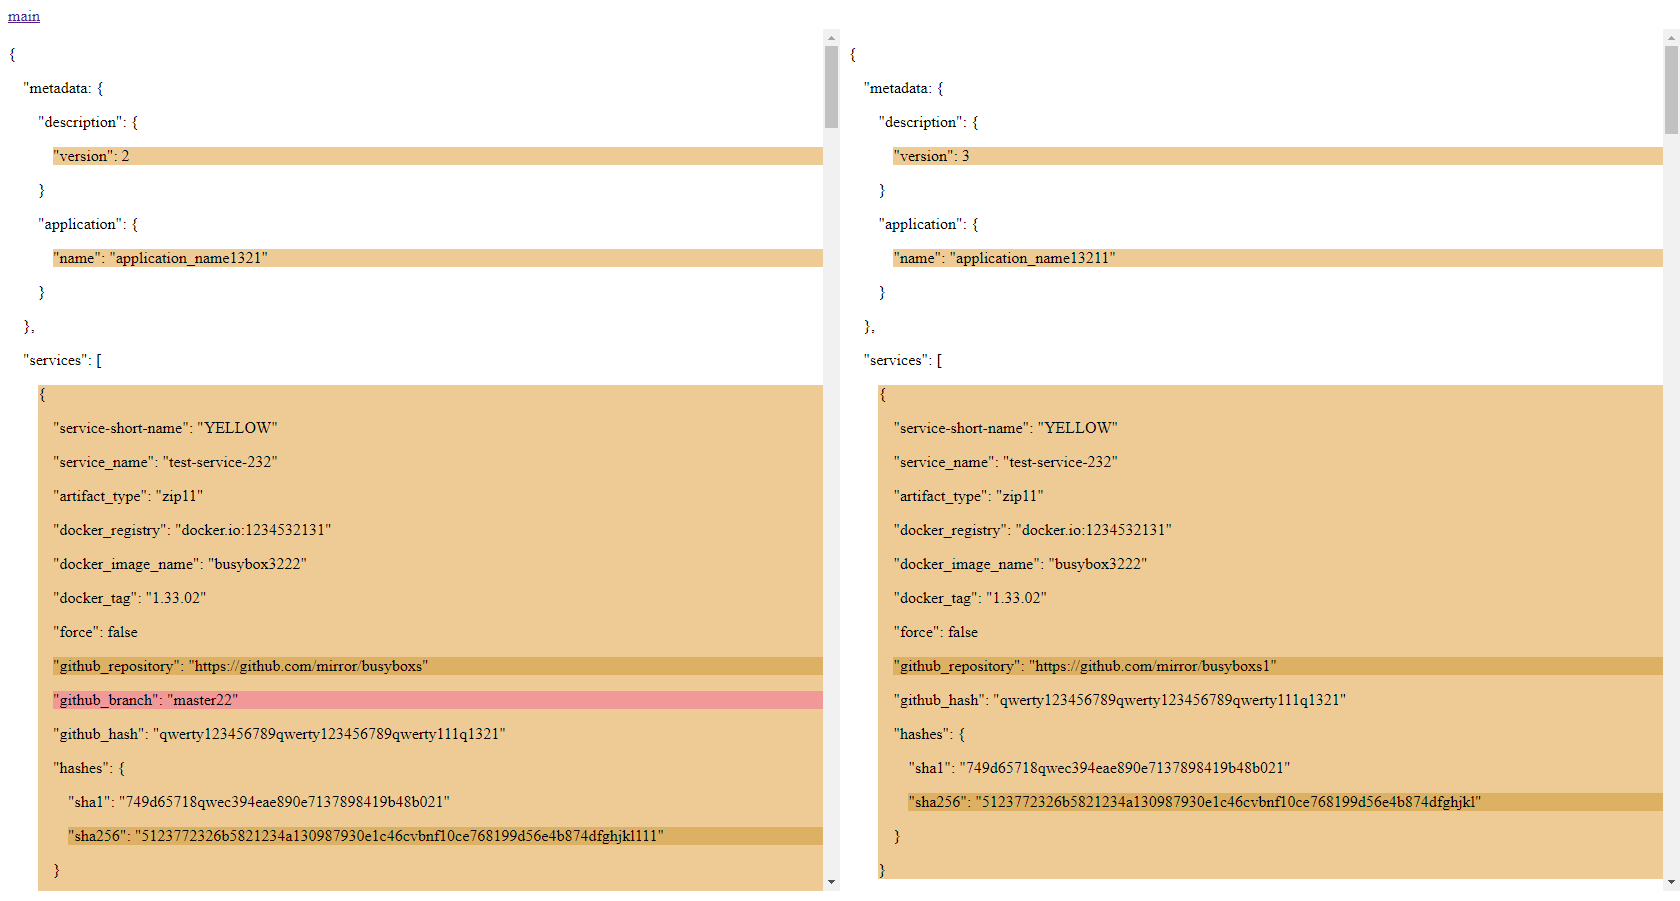 main
{
"metadata: {
"description": {
"version": 2
}
"application": {
"name": "application_name1321"
}
},
"services": [
{
"service-short-name": "YELLOW"
"service_name": "test-service-232"
"artifact_type": "zip11"
"docker_registry": "docker.io:1234532131"
"docker_image_name": "busybox3222"
"docker_tag": "1.33.02"
"force": false
"github_repository": "https://github.com/mirror/busyboxs"
"github_branch": "master22"
"github_hash": "qwerty123456789qwerty123456789qwerty111q1321"
"hashes": {
"sha1": "749d65718qwec394eae890e7137898419b48b021"
"sha256": "5123772326b5821234a130987930e1c46cvbnf10ce768199d56e4b874dfghjkl111"
}
{
"metadata: {
"description": {
"version": 3
}
"application": {
"name": "application_name13211"
}
},
"services": [
{
"service-short-name": "YELLOW"
"service_name": "test-service-232"
"artifact_type": "zip11"
"docker_registry": "docker.io:1234532131"
"docker_image_name": "busybox3222"
"docker_tag": "1.33.02"
"force": false
"github_repository": "https://github.com/mirror/busyboxs1"
"github_hash": "qwerty123456789qwerty123456789qwerty111q1321"
"hashes": {
"sha1": "749d65718qwec394eae890e7137898419b48b021"
"sha256": "5123772326b5821234a130987930e1c46cvbnf10ce768199d56e4b874dfghjkl"
}
}